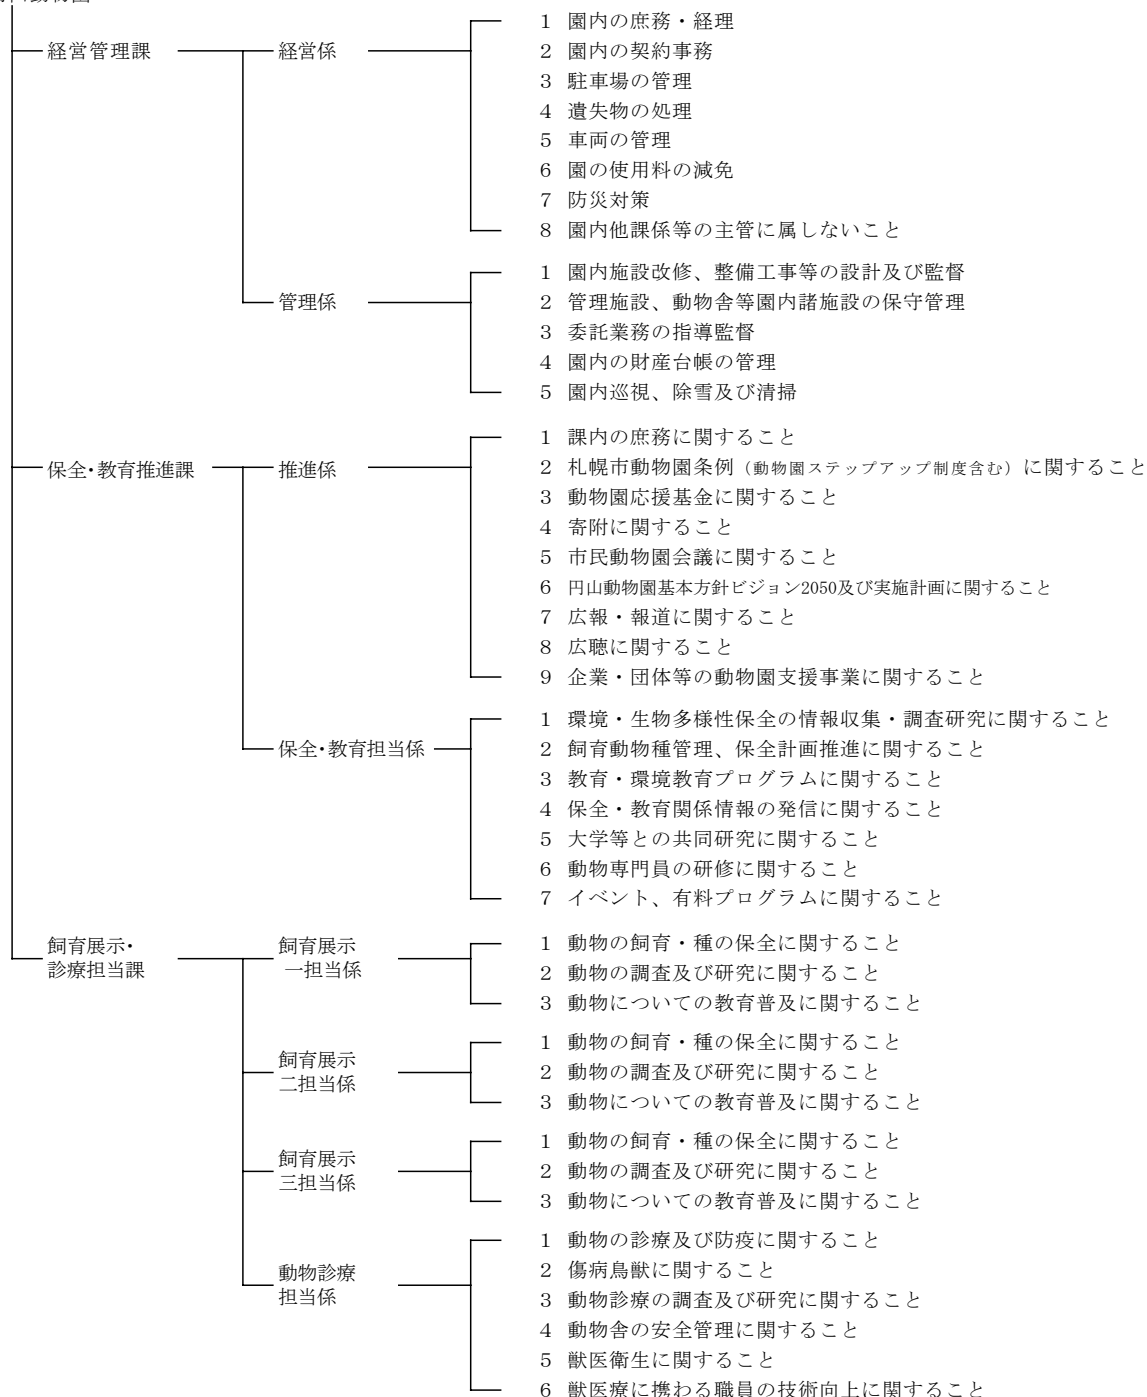 経営管理課
経営係
1 園内の庶務・経理
2 園内の契約事務
3 駐車場の管理
4 遺失物の処理
5 車両の管理
6 園の使用料の減免
7 防災対策
8 園内他課係等の主管に属しないこと
管理係
1 園内施設改修、整備工事等の設計及び監督
2 管理施設、動物舎等園内諸施設の保守管理
3 委託業務の指導監督
4 園内の財産台帳の管理
5 園内巡視、除雪及び清掃
保全・教育推進課
推進係
1 課内の庶務に関すること
2 札幌市動物園条例（動物園ステップアップ制度含む）に関すること
3 動物園応援基金に関すること
4 寄附に関すること
5 市民動物園会議に関すること
6 円山動物園基本方針ビジョン2050及び実施計画に関すること
7 広報・報道に関すること
8 広聴に関すること
9 企業・団体等の動物園支援事業に関すること
保全・教育担当係
1 環境・生物多様性保全の情報収集・調査研究に関すること
2 飼育動物種管理、保全計画推進に関すること
3 教育・環境教育プログラムに関すること
4 保全・教育関係情報の発信に関すること
5 大学等との共同研究に関すること
6 動物専門員の研修に関すること
7 イベント、有料プログラムに関すること
飼育展示・
診療担当課
飼育展示
一担当係
1 動物の飼育・種の保全に関すること
2 動物の調査及び研究に関すること
3 動物についての教育普及に関すること
飼育展示
二担当係
1 動物の飼育・種の保全に関すること
2 動物の調査及び研究に関すること
3 動物についての教育普及に関すること
飼育展示
三担当係
1 動物の飼育・種の保全に関すること
2 動物の調査及び研究に関すること
3 動物についての教育普及に関すること
動物診療
担当係
1 動物の診療及び防疫に関すること
2 傷病鳥獣に関すること
3 動物診療の調査及び研究に関すること
4 動物舎の安全管理に関すること
5 獣医衛生に関すること
6 獣医療に携わる職員の技術向上に関すること